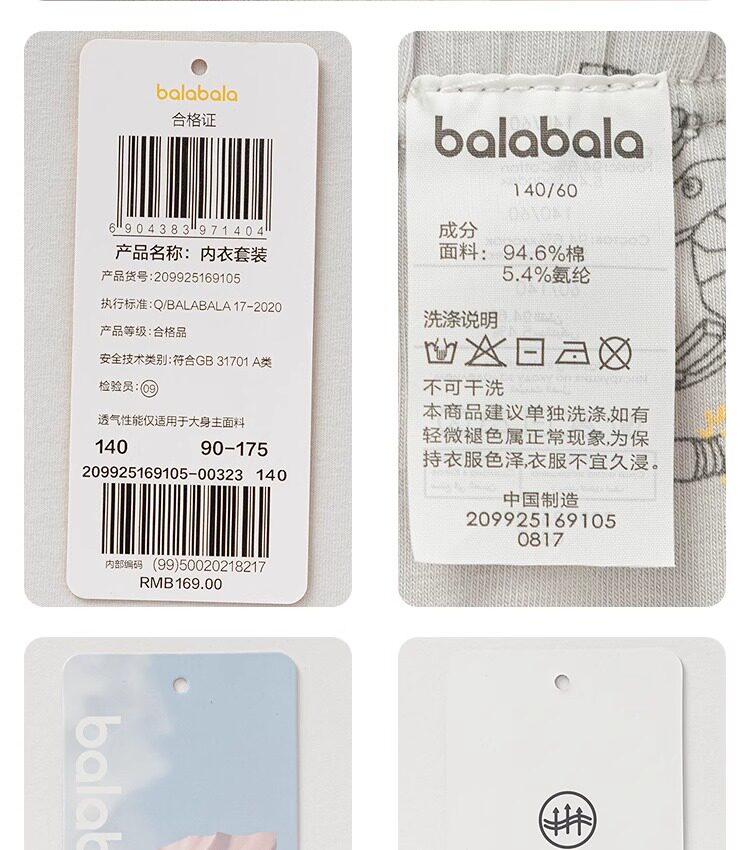 balabala
合格证
6 904383 971404
产品名称：内衣套装
产品货号:209925169105
执行标准:Q/BALABALA 17-2020
产品等级:合格品
安全技术类别:符合GB 31701 A类
检验员:09
透气性能仅适用于大身主面料
140 90-175
209925169105-00323 140
内部编码 (99)50020218217
RMB169.00
balabala
140/60
成分
面料： 94.6%棉
5.4%氨纶
洗涤说明
不可干洗
本商品建议单独洗涤,如有
轻微褪色属正常现象,为保
持衣服色泽,衣服不宜久浸。
中国制造
209925169105
0817
balab